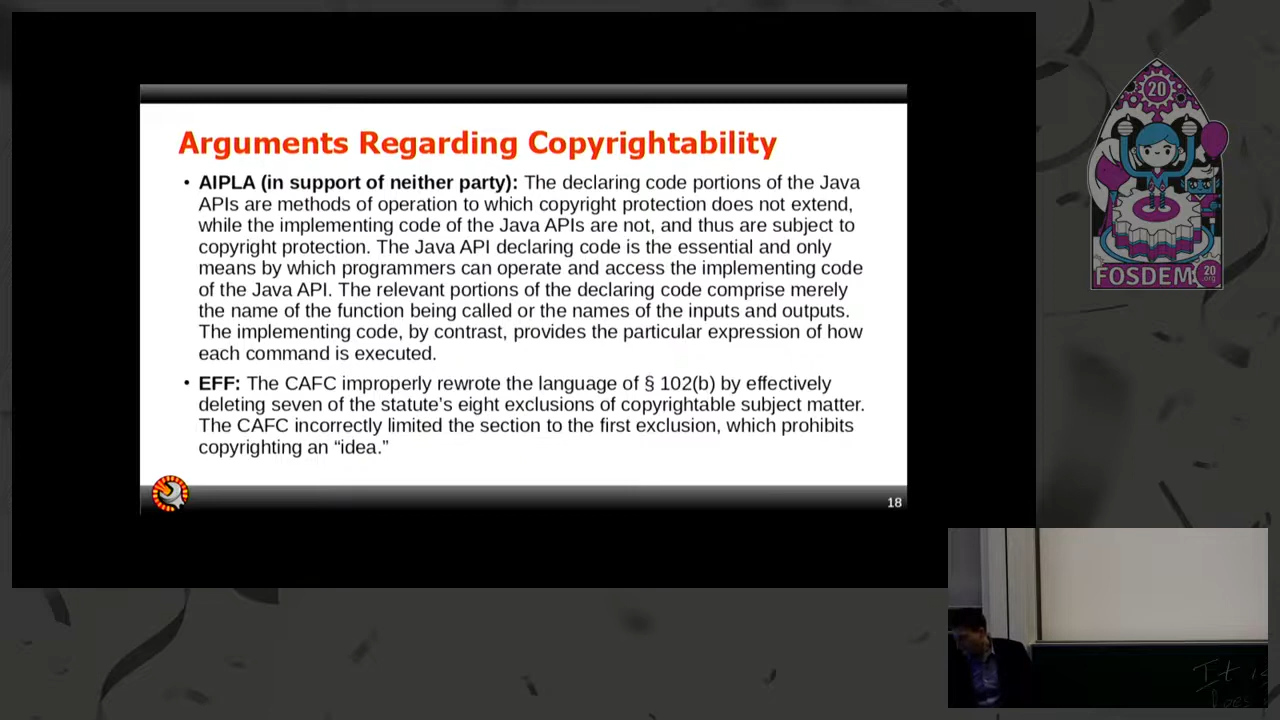 Arguments Regarding Copyrightability
• AIPLA (in support of neither party): The declaring code portions of the Java
APIs are methods of operation to which copyright protection does not extend,
while the implementing code of the Java APIs are not, and thus are subject to
copyright protection. The Java API declaring code is the essential and only
means by which programmers can operate and access the implementing code
of the Java API. The relevant portions of the declaring code comprise merely
the name of the function being called or the names of the inputs and outputs.
The implementing code, by contrast, provides the particular expression of how
each command is executed.
• EFF: The CAFC improperly rewrote the language of § 102(b) by effectively
deleting seven of the statute’s eight exclusions of copyrightable subject matter.
The CAFC incorrectly limited the section to the first exclusion, which prohibits
copyrighting an “idea.”
18
20
FOSDEM
20
.org
It is